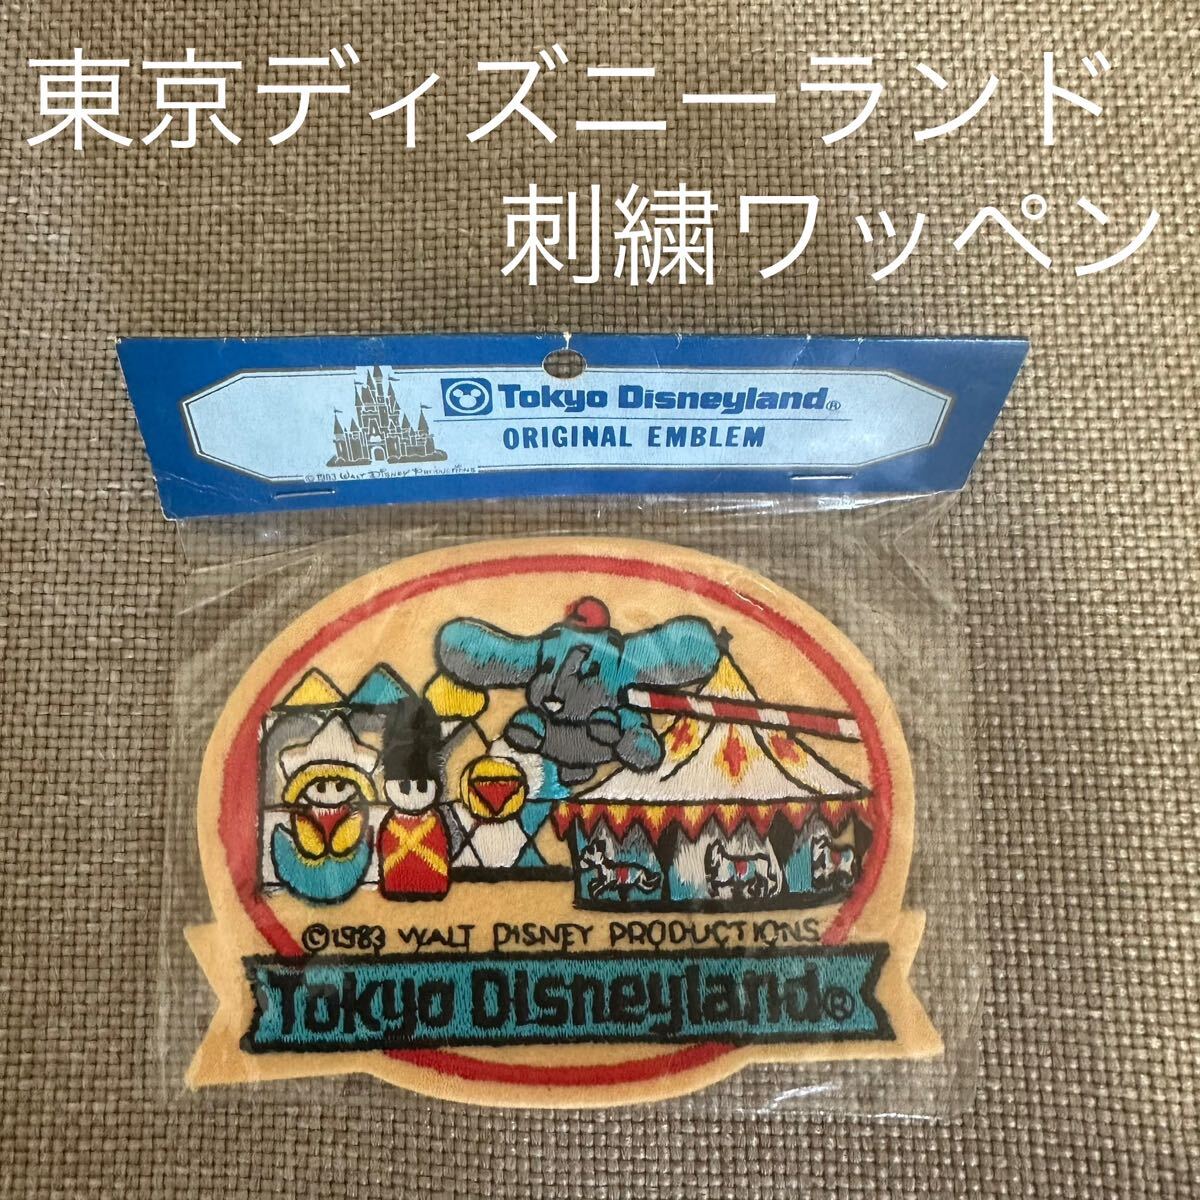 東京ディズニーランド
刺繍ワッペン
Tokyo Disneyland®
ORIGINAL EMBLEM
© 1983 WALT DISNEY PRODUCTIONS
©1983 WALT DISNEY PRODUCTIONS
Tokyo Disneyland®